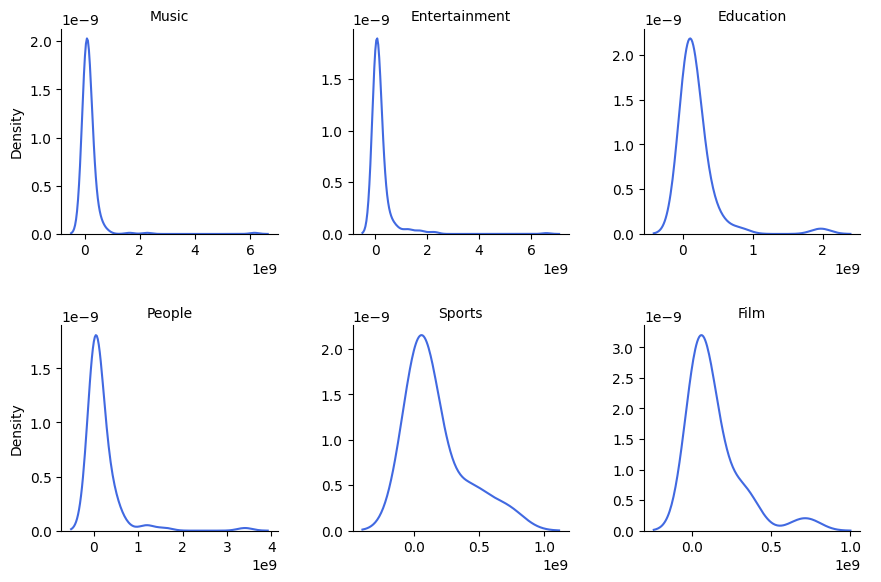 Music
1e−9
Density
2.0
1.5
1.0
0.5
0.0
0 2 4 6
1e9
Entertainment
1e−9
1.5
1.0
0.5
0.0
0 2 4 6
1e9
Education
1e−9
2.0
1.5
1.0
0.5
0.0
0 1 2
1e9
People
1e−9
Density
1.5
1.0
0.5
0.0
0 1 2 3 4
1e9
Sports
1e−9
2.0
1.5
1.0
0.5
0.0
0.0 0.5 1.0
1e9
Film
1e−9
3.0
2.5
2.0
1.5
1.0
0.5
0.0
0.0 0.5 1.0
1e9